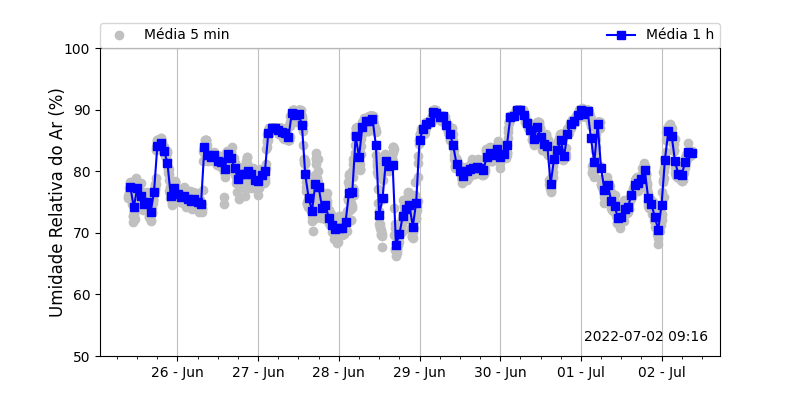 Média 5 min
Média 1 h
Umidade Relativa do Ar (%)
100
90
80
70
60
50
2022-07-02 09:16
26 - Jun
27 - Jun
28 - Jun
29 - Jun
30 - Jun
01 - Jul
02 - Jul